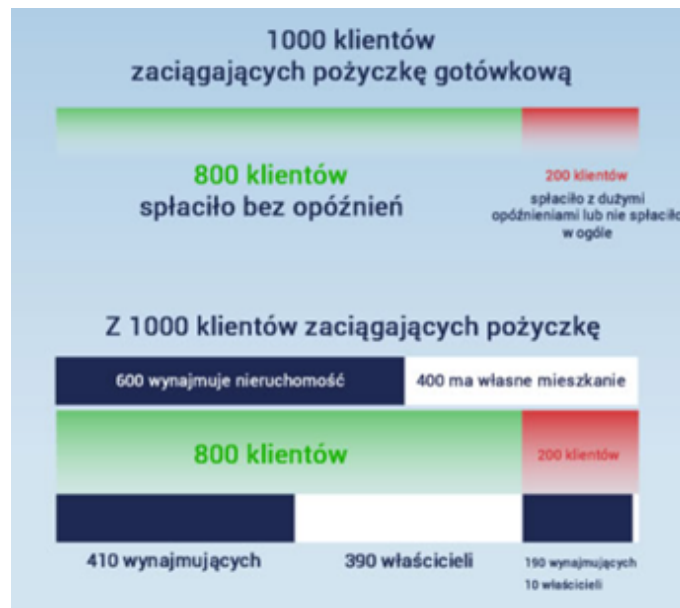 1000 klientów
zaciągających pożyczkę gotówkową
800 klientów
spłaciło bez opóźnień
200 klientów
spłaciło z dużymi
opóźnieniami lub nie spłaciło
w ogóle
Z 1000 klientów zaciągających pożyczkę
600 wynajmuje nieruchomość
400 ma własne mieszkanie
800 klientów
200 klientów
410 wynajmujących
390 właścicieli
190 wynajmujących
10 właścicieli